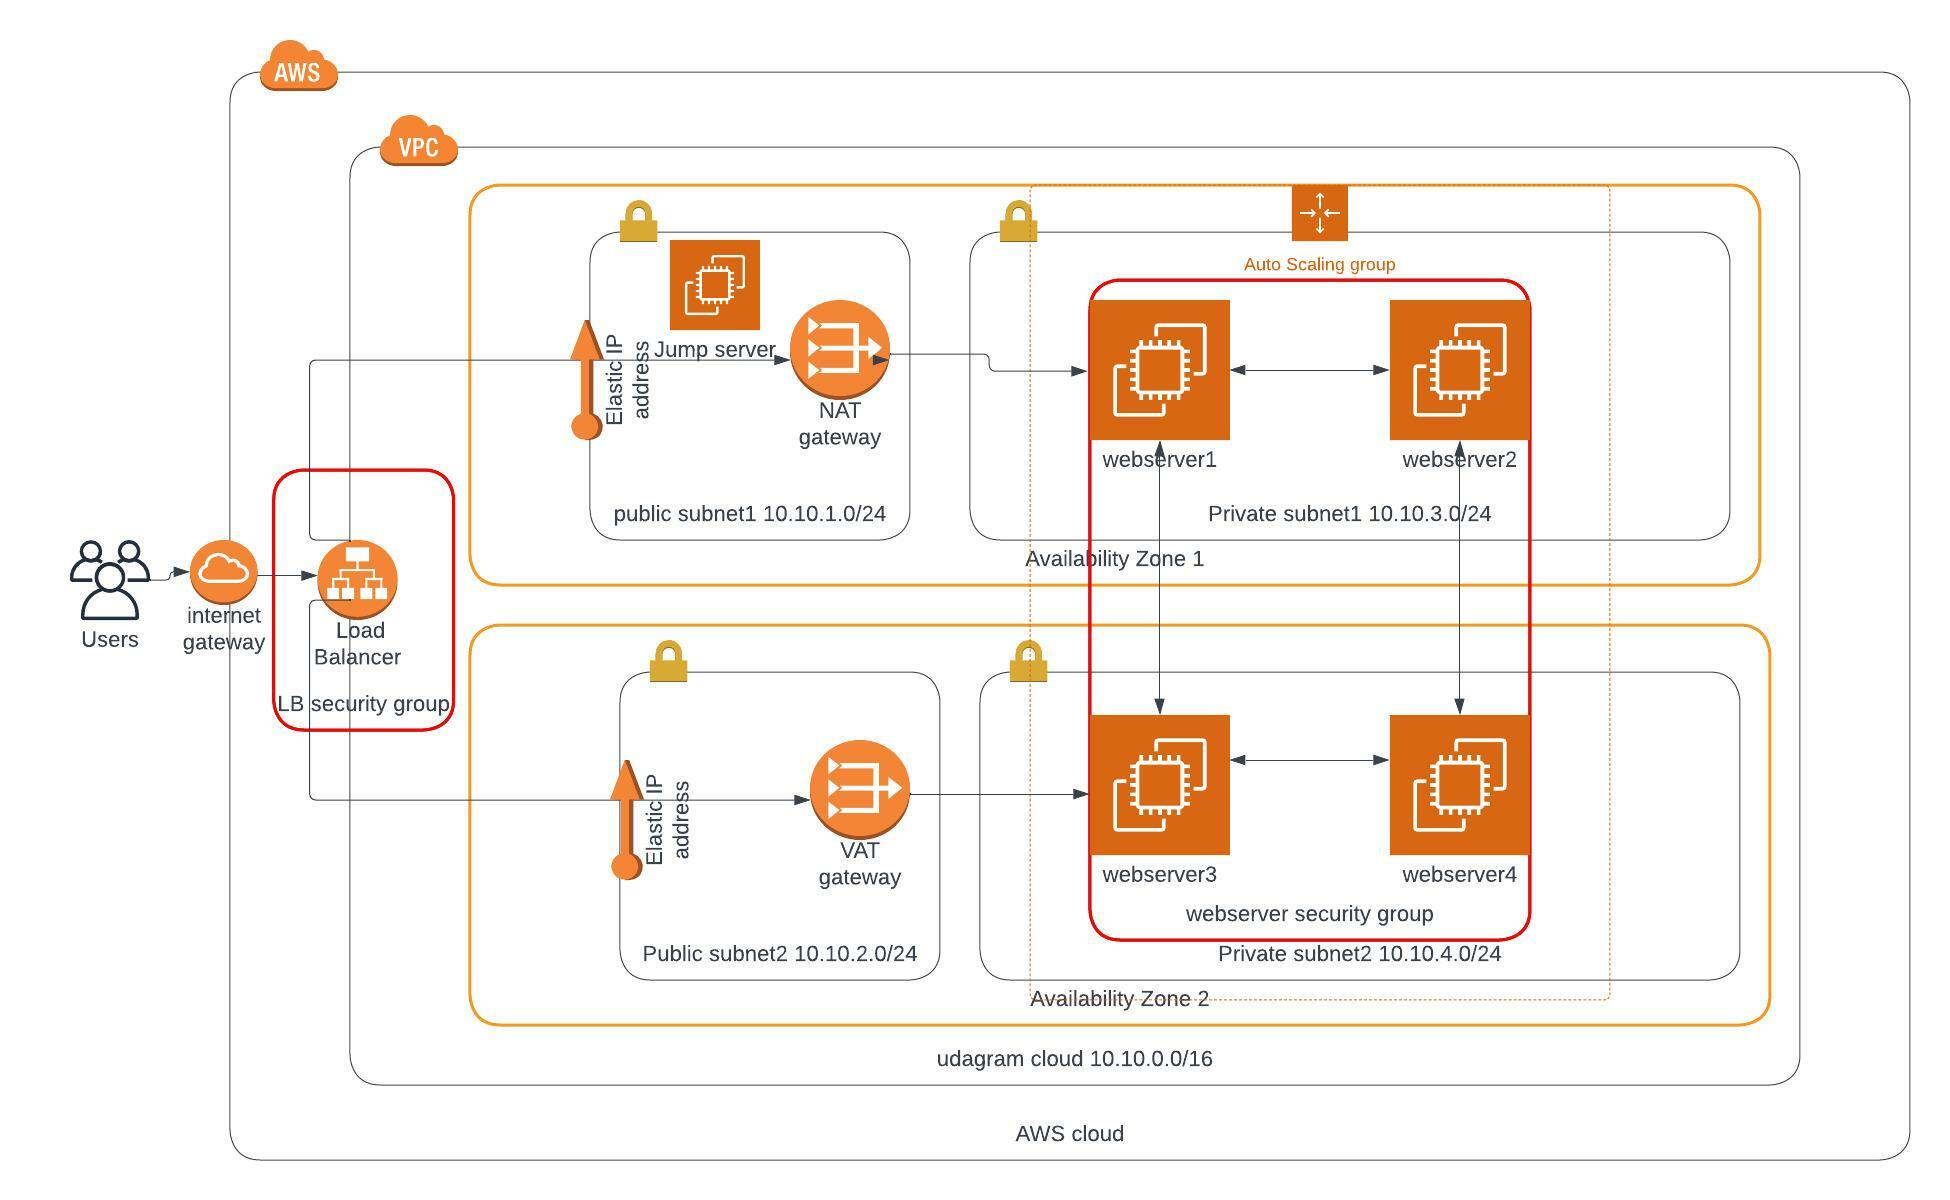 AWS
VPC
Auto Scaling group
Elastic IP
address
Jump server
NAT
gateway
webserver1
webserver2
public subnet1 10.10.1.0/24
Private subnet1 10.10.3.0/24
Availability Zone 1
Users
internet
gateway
Load
Balancer
LB security group
Elastic IP
address
VAT
gateway
webserver3
webserver4
webserver security group
Public subnet2 10.10.2.0/24
Private subnet2 10.10.4.0/24
Availability Zone 2
udagram cloud 10.10.0.0/16
AWS cloud